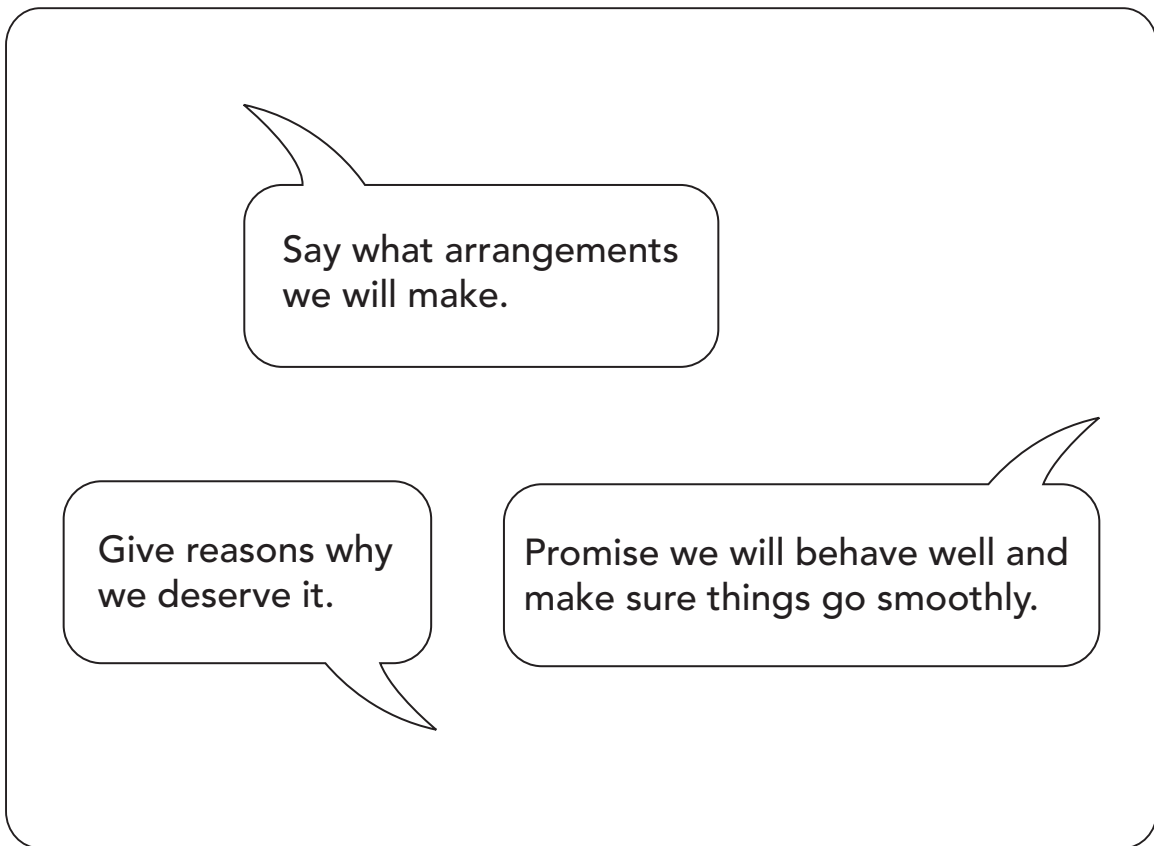 Say what arrangements
we will make.
Give reasons why
we deserve it.
Promise we will behave well and
make sure things go smoothly.